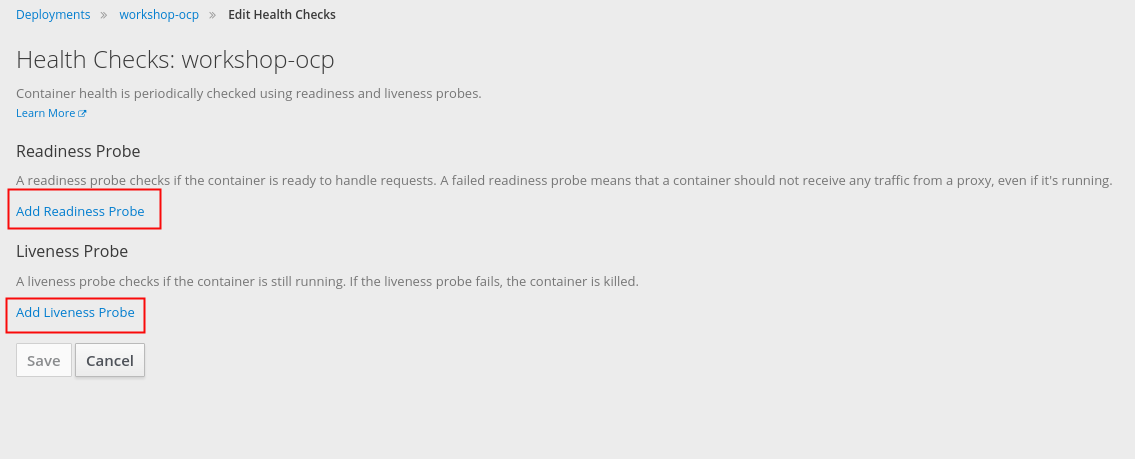 Deployments » workshop-ocp » Edit Health Checks
Health Checks: workshop-ocp
Container health is periodically checked using readiness and liveness probes.
Learn More
Readiness Probe
A readiness probe checks if the container is ready to handle requests. A failed readiness probe means that a container should not receive any traffic from a proxy, even if it's running.
Add Readiness Probe
Liveness Probe
A liveness probe checks if the container is still running. If the liveness probe fails, the container is killed.
Add Liveness Probe
Save Cancel